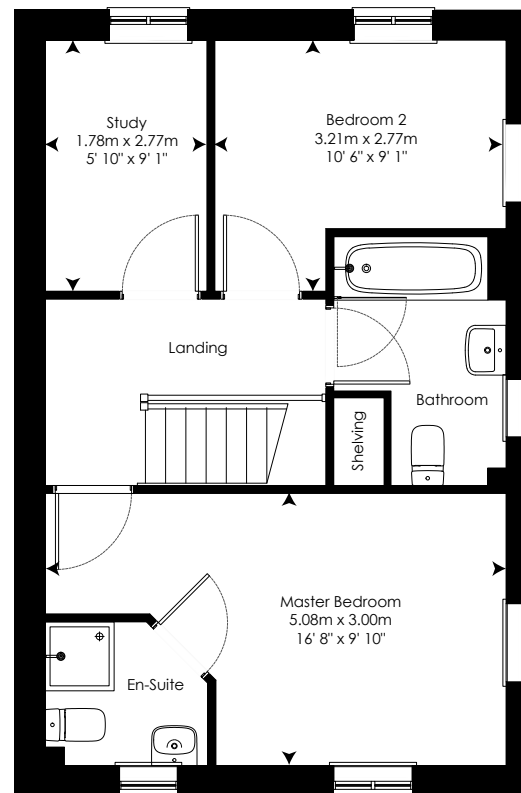 Study
1.78m x 2.77m
5' 10" x 9' 1"
Bedroom 2
3.21m x 2.77m
10' 6" x 9' 1"
Landing
Bathroom
Shelving
Master Bedroom
5.08m x 3.00m
16' 8" x 9' 10"
En-Suite